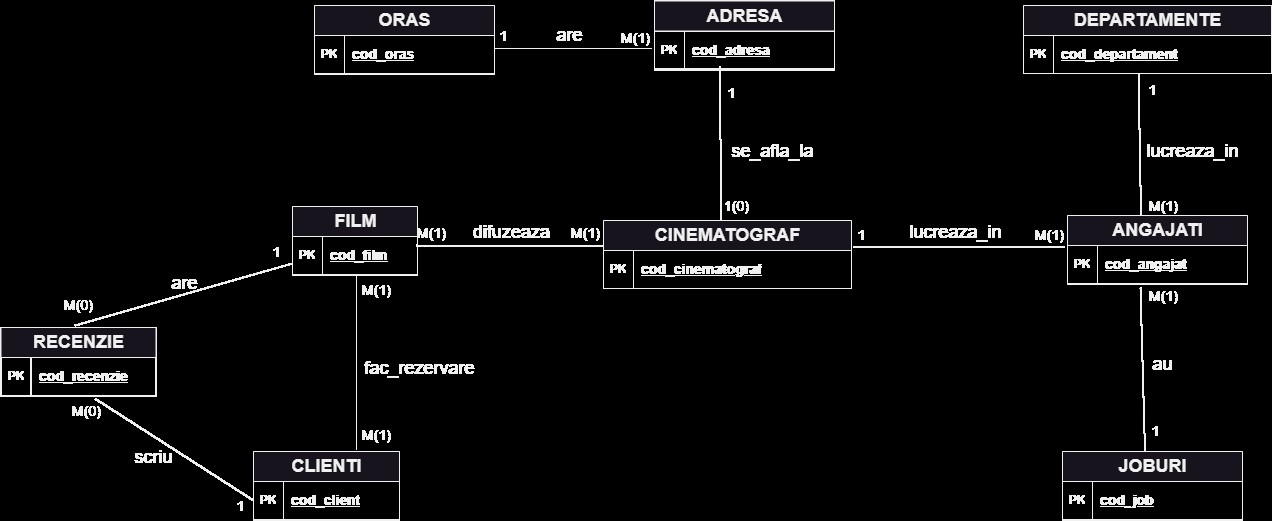 ORAS
PK cod_oras
1 are M(1)
ADRESA
PK cod_adresa
DEPARTAMENTE
PK cod_departament
1
se_afla_la
1(0)
1
lucreaza_in
M(1)
FILM
PK cod_film
M(1) difuzeaza M(1)
CINEMATOGRAF
PK cod_cinematograf
1 lucreaza_in M(1)
ANGAJATI
PK cod_angajat
1
are
M(0)
M(1)
fac_rezervare
M(1)
M(1)
au
1
RECENZIE
PK cod_recenzie
M(0)
scriu
1
CLIENTI
PK cod_client
JOBURI
PK cod_job